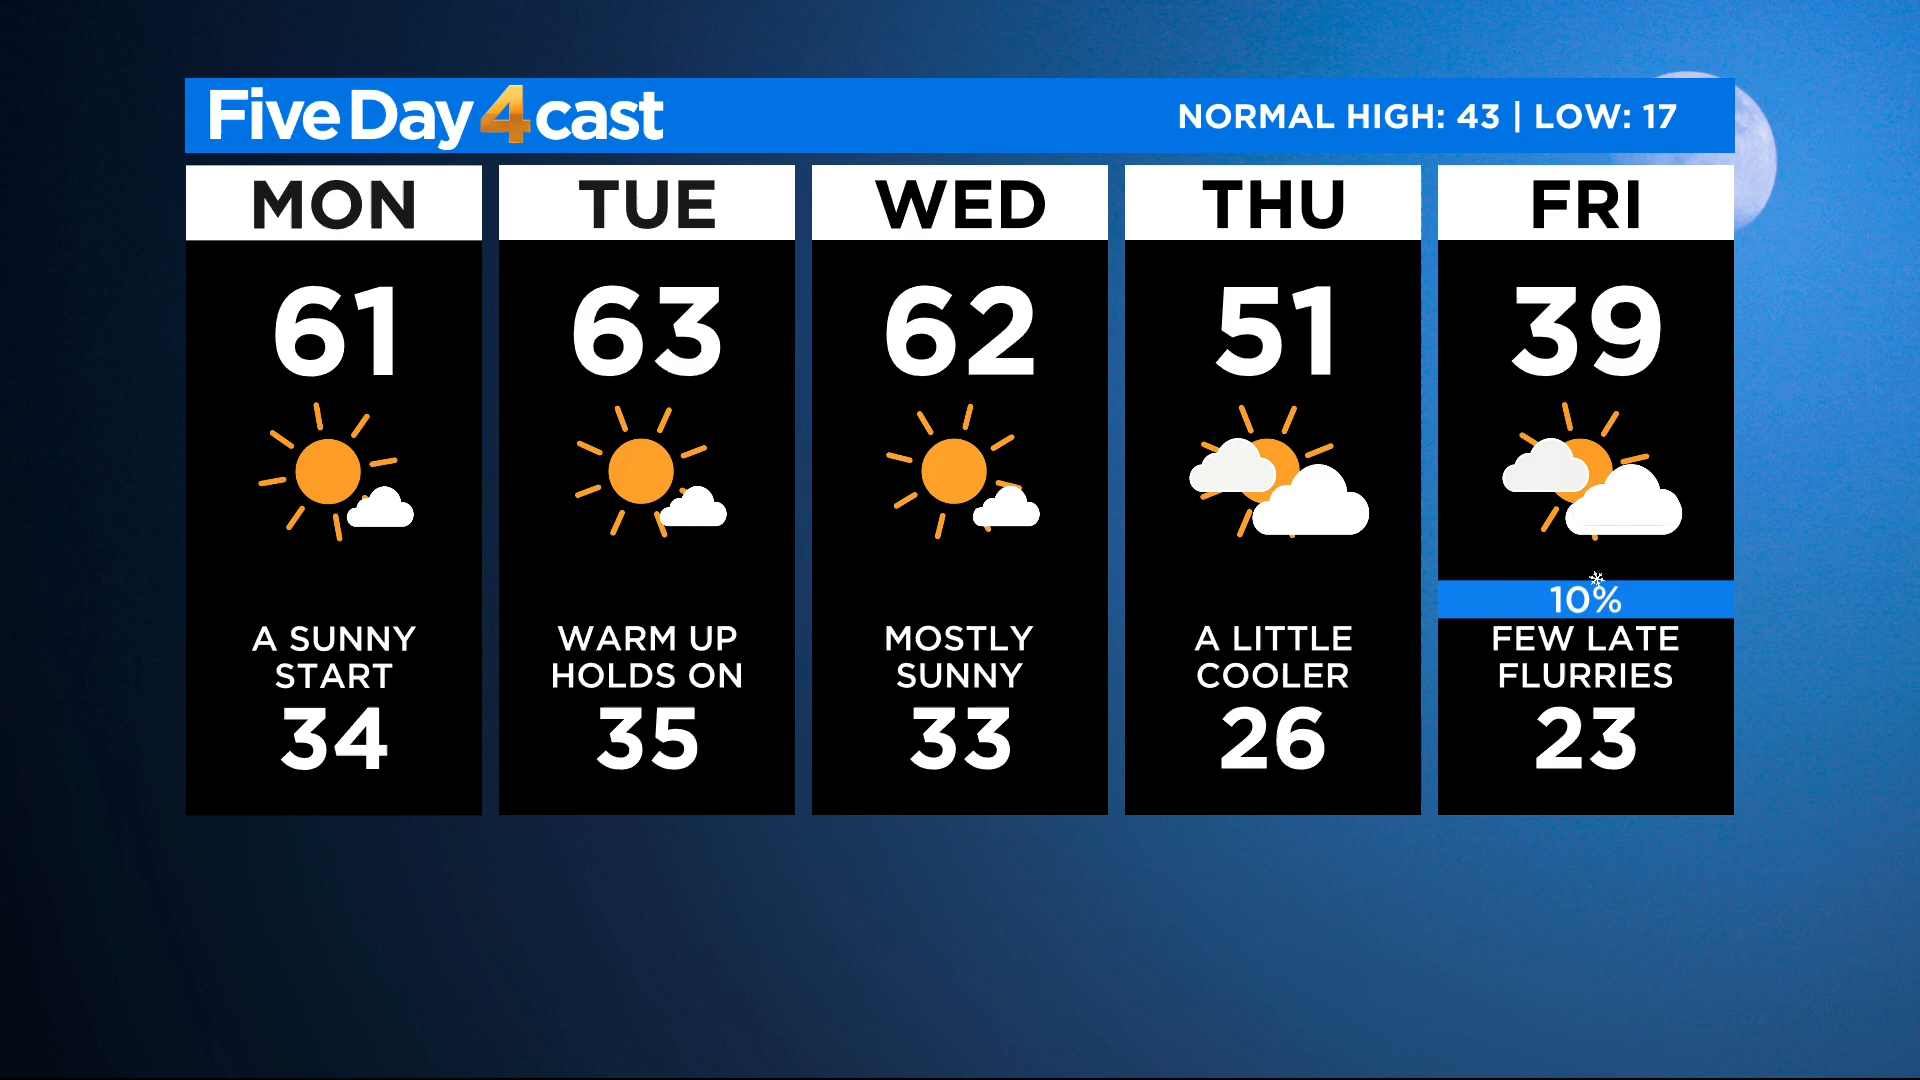 Five Day 4cast
NORMAL HIGH: 43 | LOW: 17
MON
61
A SUNNY
START
34
TUE
63
WARM UP
HOLDS ON
35
WED
62
MOSTLY
SUNNY
33
THU
51
A LITTLE
COOLER
26
FRI
39
10%
FEW LATE
FLURRIES
23